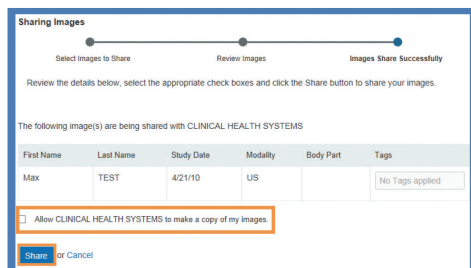 Sharing Images
Select Images to Share Review Images Images Share Successfully
Review the details below, select the appropriate check boxes and click the Share button to share your images.
The following image(s) are being shared with CLINICAL HEALTH SYSTEMS
First Name Last Name Study Date Modality Body Part Tags
Max TEST 4/21/10 US No Tags applied
Allow CLINICAL HEALTH SYSTEMS to make a copy of my images.
Share or Cancel